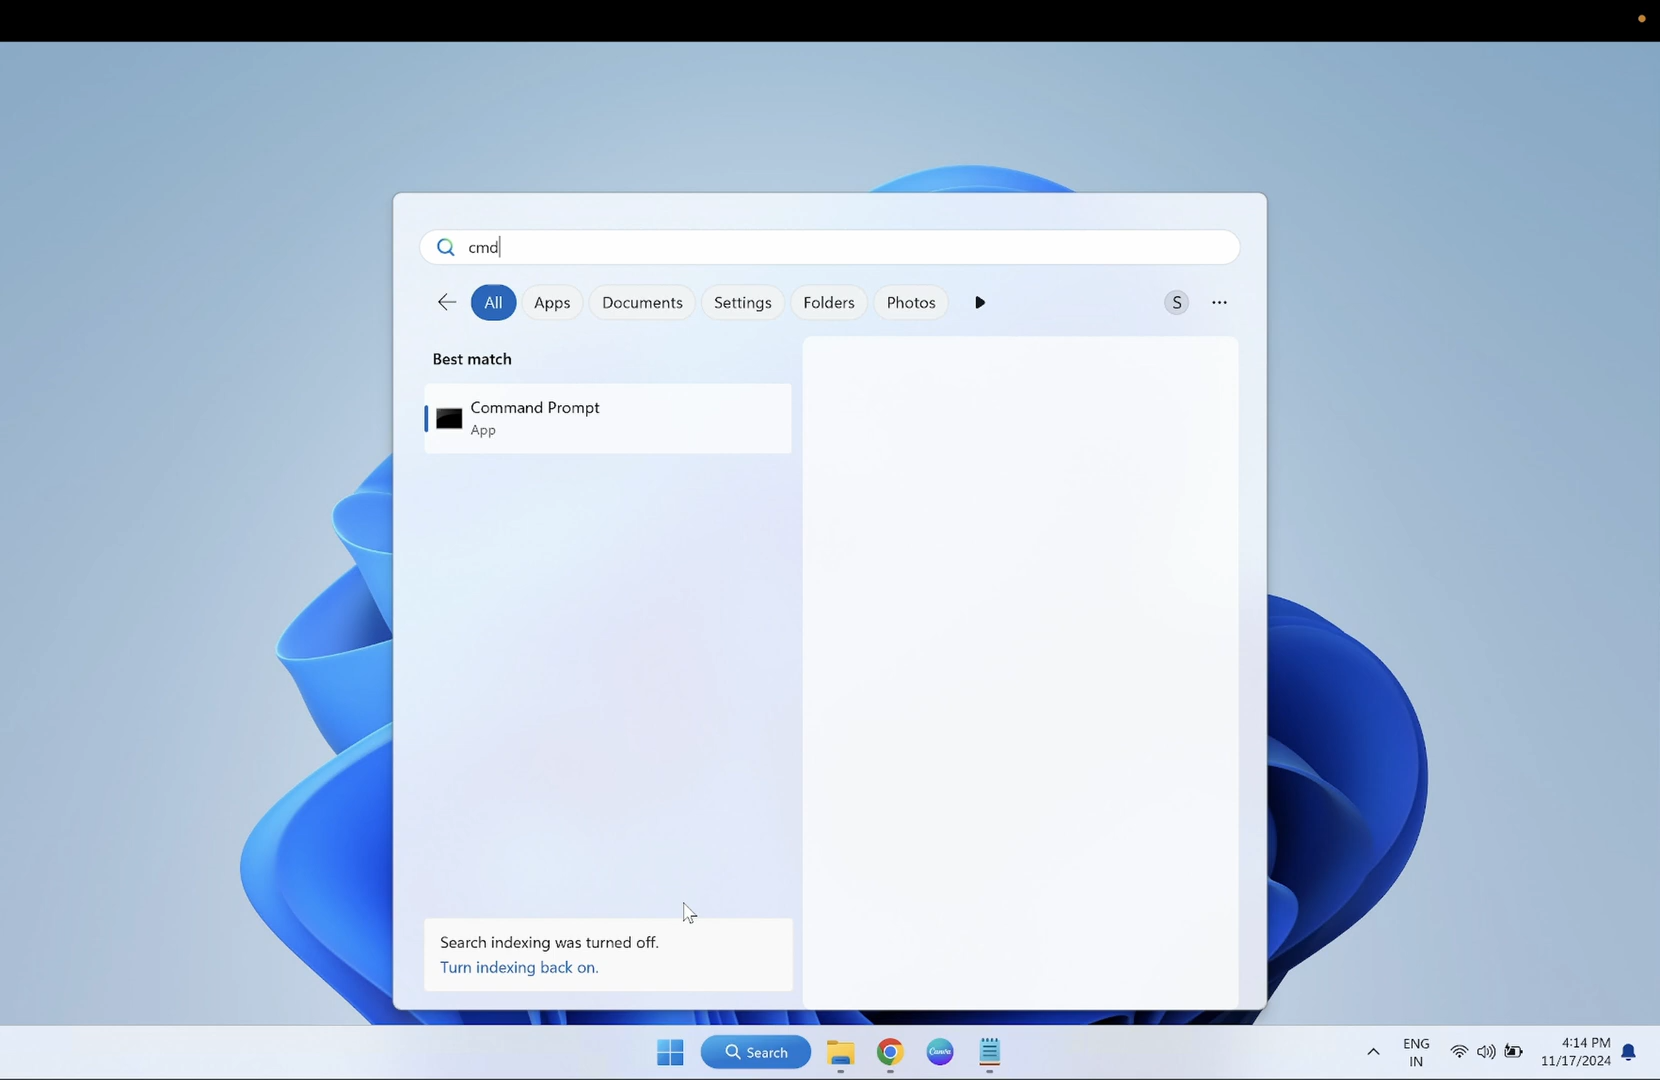 cmd
All Apps Documents Settings Folders Photos S
Best match
Command Prompt
App
Search indexing was turned off.
Turn indexing back on.
Search
Canva
ENG
IN
4:14 PM
11/17/2024